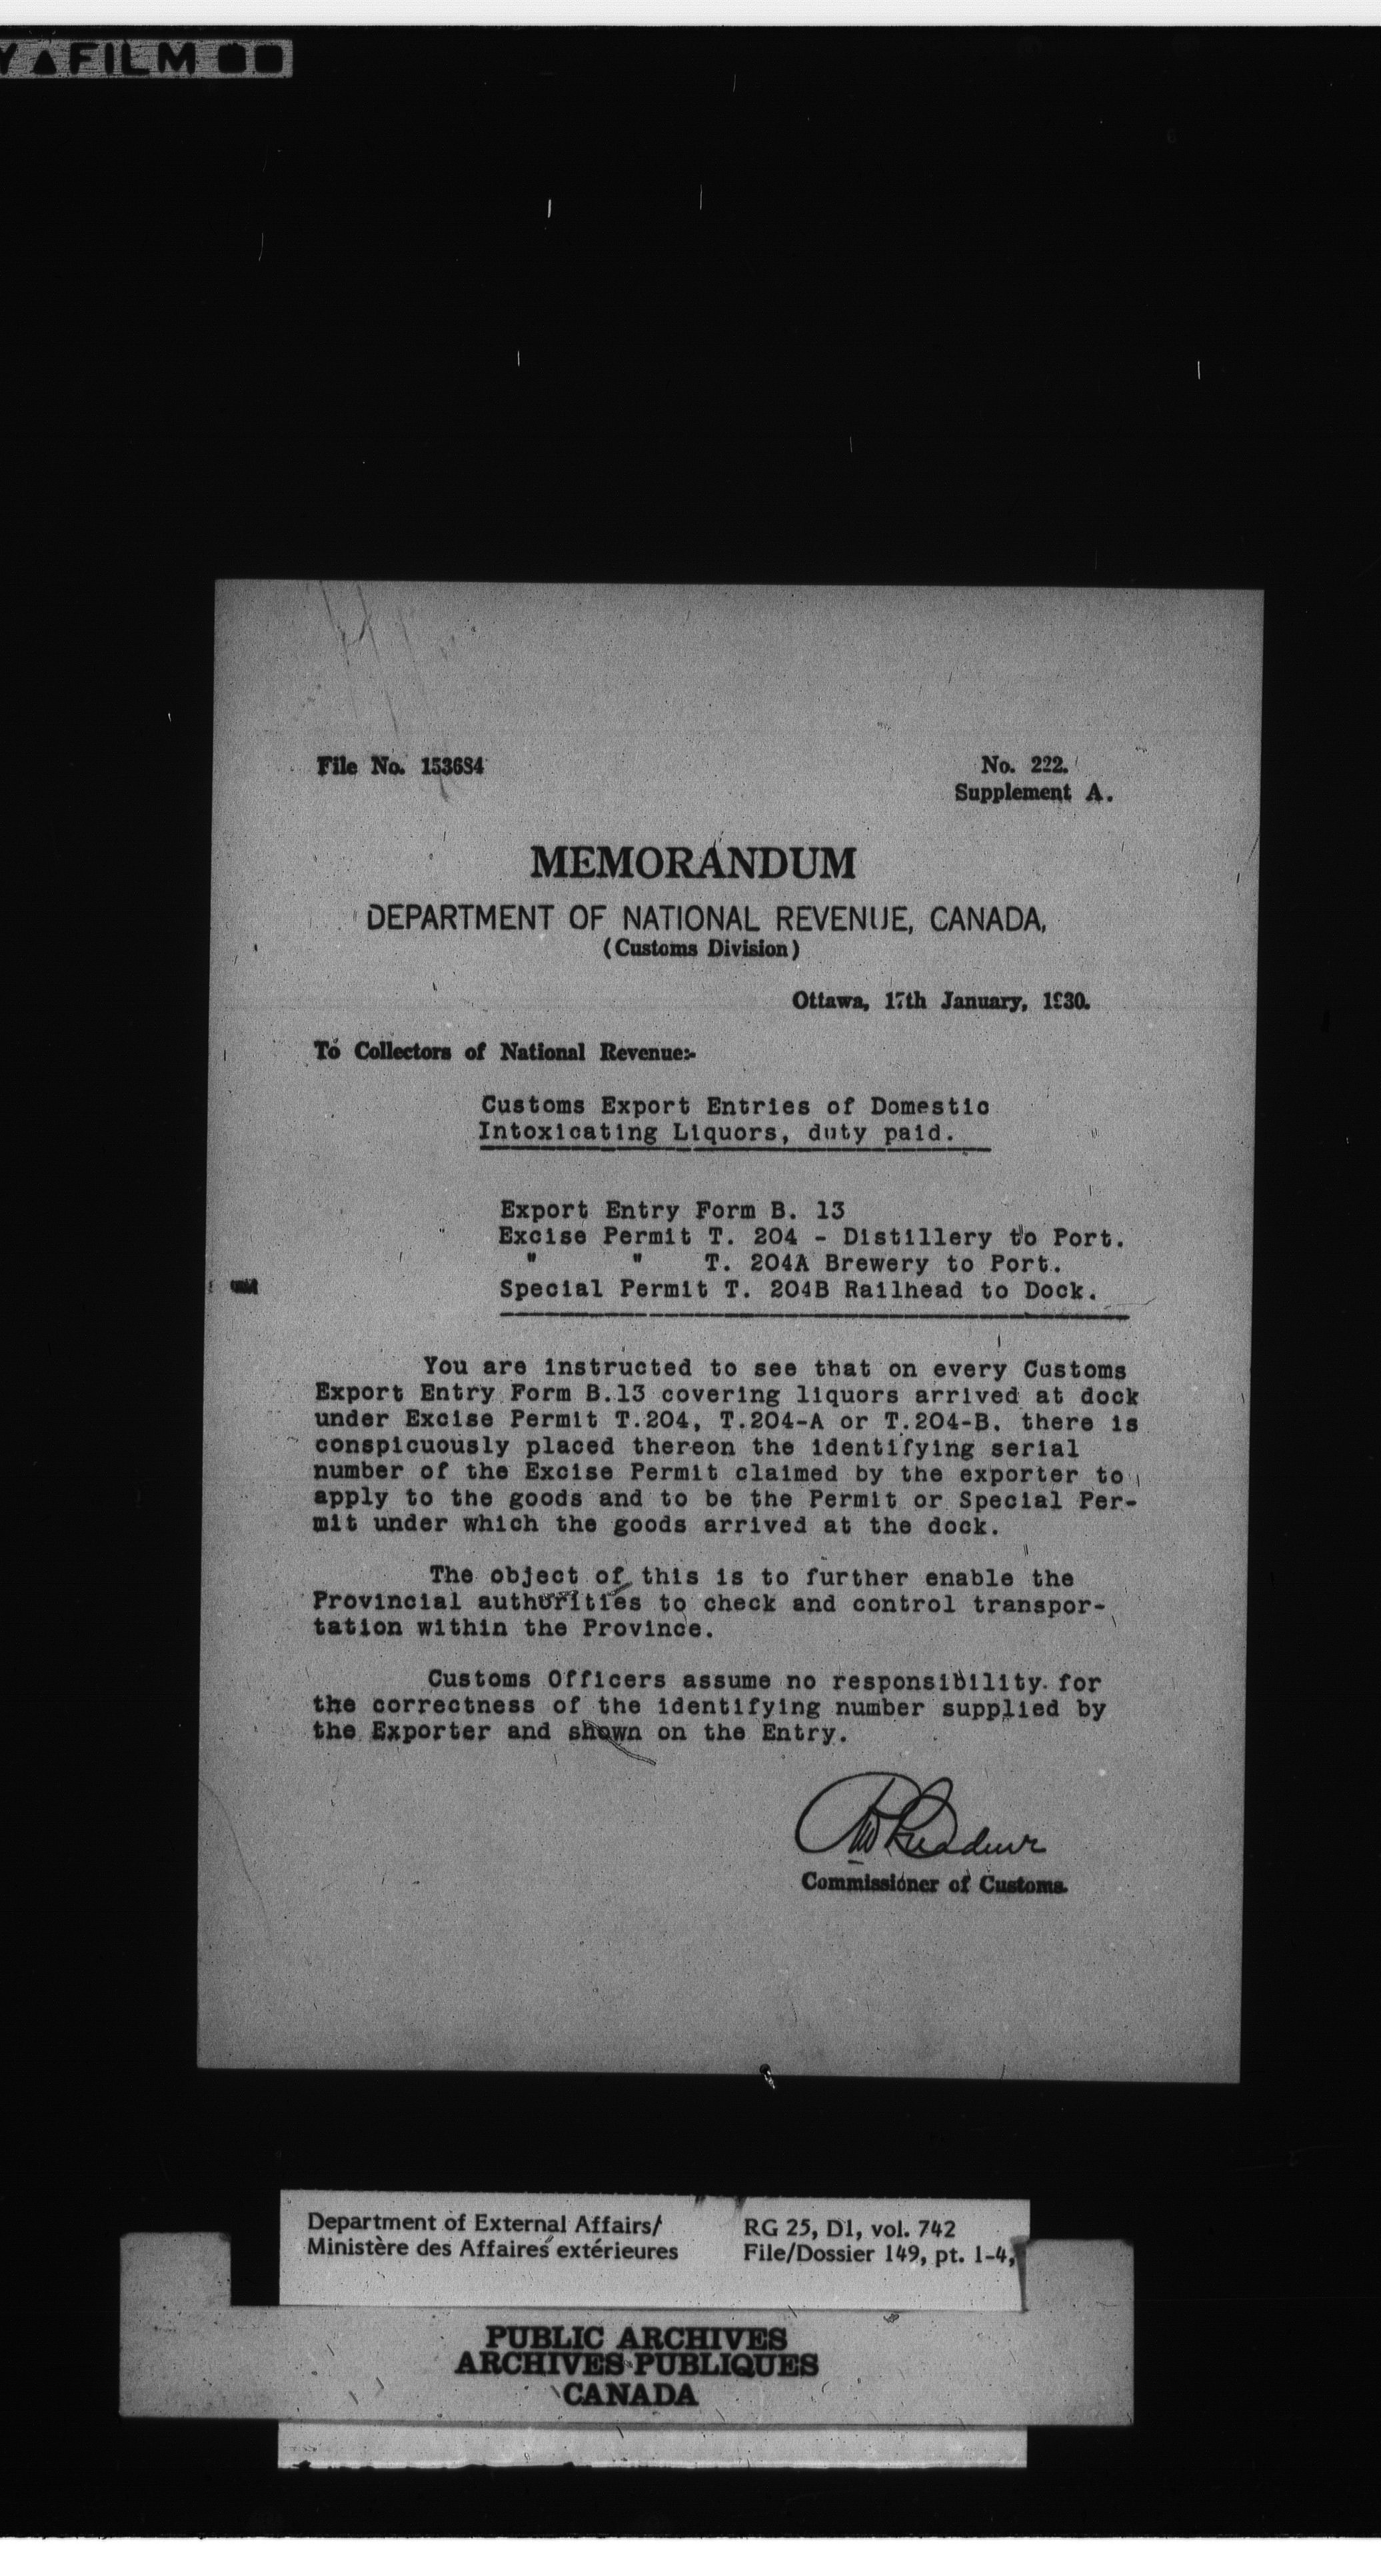 Y▲FILM
File No. 153684
No. 222.
Supplement A.
MEMORANDUM
DEPARTMENT OF NATIONAL REVENUE, CANADA,
(Customs Division)
Ottawa, 17th January, 1930.
To Collectors of National Revenue:-
Customs Export Entries of Domestic
Intoxicating Liquors, duty paid.
Export Entry Form B. 13
Excise Permit T. 204 - Distillery to Port.
" " T. 204A Brewery to Port.
Special Permit T. 204B Railhead to Dock.
You are instructed to see that on every Customs
Export Entry Form B.13 covering liquors arrived at dock
under Excise Permit T.204, T.204-A or T.204-B. there is
conspicuously placed thereon the identifying serial
number of the Excise Permit claimed by the exporter to
apply to the goods and to be the Permit or Special Per-
mit under which the goods arrived at the dock.
The object of this is to further enable the
Provincial authorities to check and control transpor-
tation within the Province.
Customs Officers assume no responsibility for
the correctness of the identifying number supplied by
the Exporter and shown on the Entry.
Commissioner of Customs.
Department of External Affairs/
Ministère des Affaires extérieures
RG 25, D1, vol. 742
File/Dossier 149, pt. 1-4,
PUBLIC ARCHIVES
ARCHIVES PUBLIQUES
CANADA